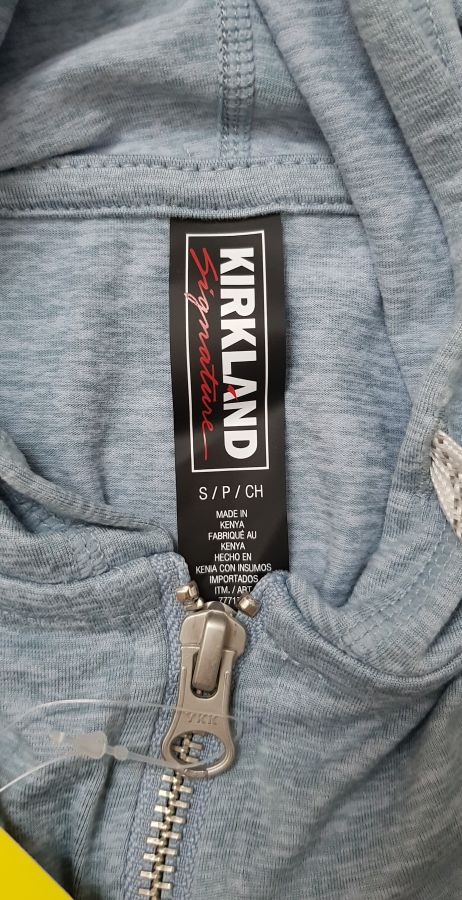 KIRKLAND
Signature
S / P / CH
MADE IN
KENYA
FABRIQUÉ AU
KENYA
HECHO EN
KENIA CON INSUMOS
IMPORTADOS
ITM. / ART.
YKK